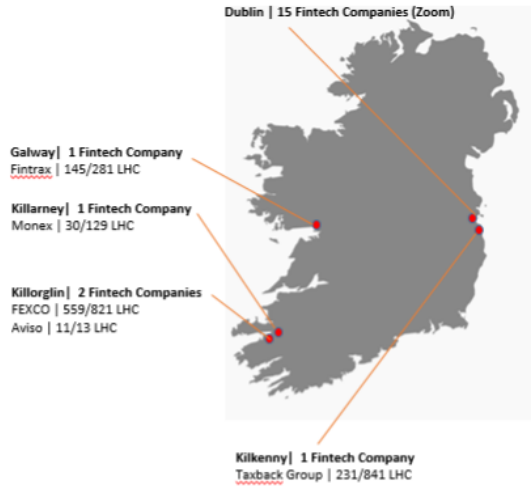 Dublin | 15 Fintech Companies (Zoom)
Galway| 1 Fintech Company
Fintrax | 145/281 LHC
Killarney| 1 Fintech Company
Monex | 30/129 LHC
Killorglin| 2 Fintech Companies
FEXCO | 559/821 LHC
Aviso | 11/13 LHC
Kilkenny| 1 Fintech Company
Taxback Group | 231/841 LHC